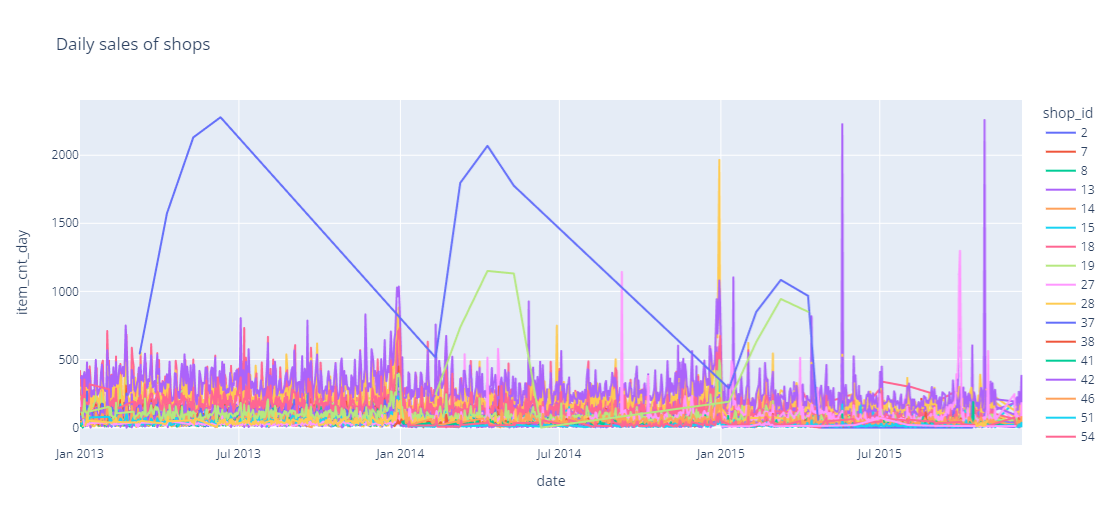 Daily sales of shops
shop_id
2
7
8
13
14
15
18
19
27
28
37
38
41
42
46
51
54
item_cnt_day
2000
1500
1000
500
0
Jan 2013
Jul 2013
Jan 2014
Jul 2014
Jan 2015
Jul 2015
date